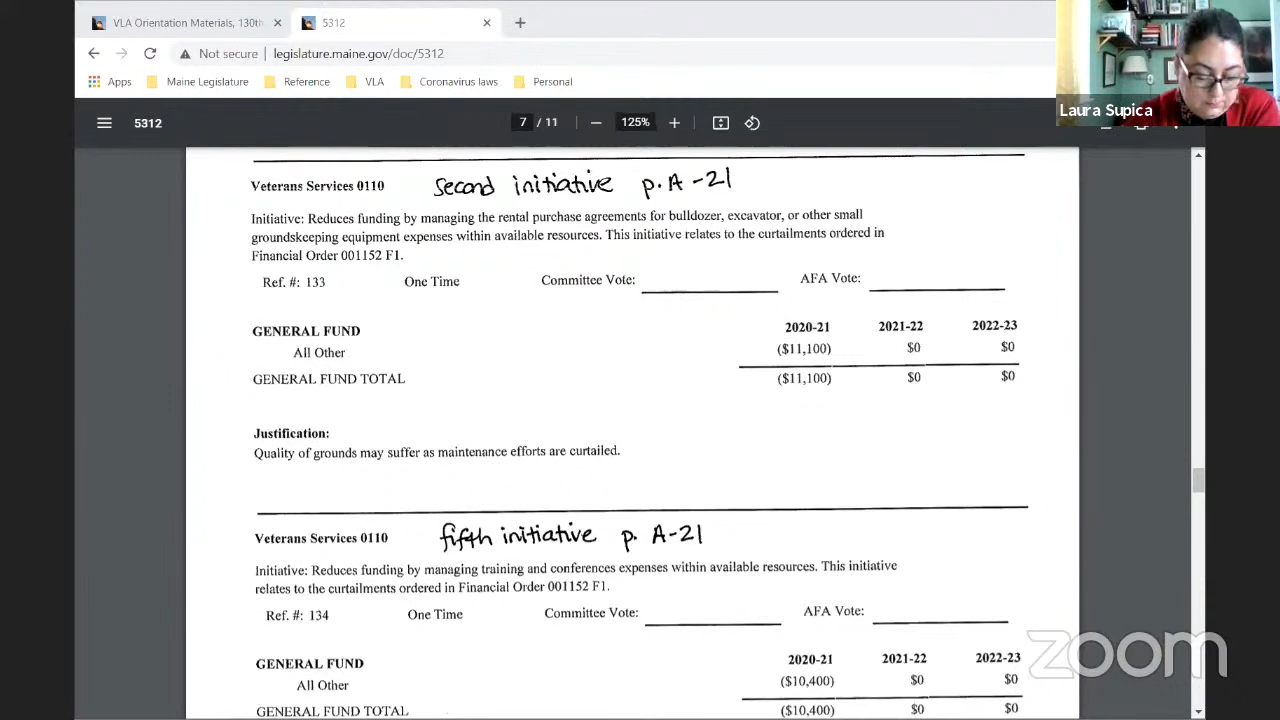 VLA Orientation Materials, 130th
5312
Not secure | legislature.maine.gov/doc/5312
Apps Maine Legislature Reference VLA Coronavirus laws Personal
Laura Supica
5312 7 / 11 125%
Veterans Services 0110 second initiative p. A-21
Initiative: Reduces funding by managing the rental purchase agreements for bulldozer, excavator, or other small
groundskeeping equipment expenses within available resources. This initiative relates to the curtailments ordered in
Financial Order 001152 F1.
Ref. #: 133 One Time Committee Vote: AFA Vote:
GENERAL FUND 2020-21 2021-22 2022-23
All Other ($11,100) $0 $0
GENERAL FUND TOTAL ($11,100) $0 $0
Justification:
Quality of grounds may suffer as maintenance efforts are curtailed.
Veterans Services 0110 fifth initiative p. A-21
Initiative: Reduces funding by managing training and conferences expenses within available resources. This initiative
relates to the curtailments ordered in Financial Order 001152 F1.
Ref. #: 134 One Time Committee Vote: AFA Vote:
GENERAL FUND 2020-21 2021-22 2022-23
All Other ($10,400) $0 $0
GENERAL FUND TOTAL ($10,400) $0 $0
zoom